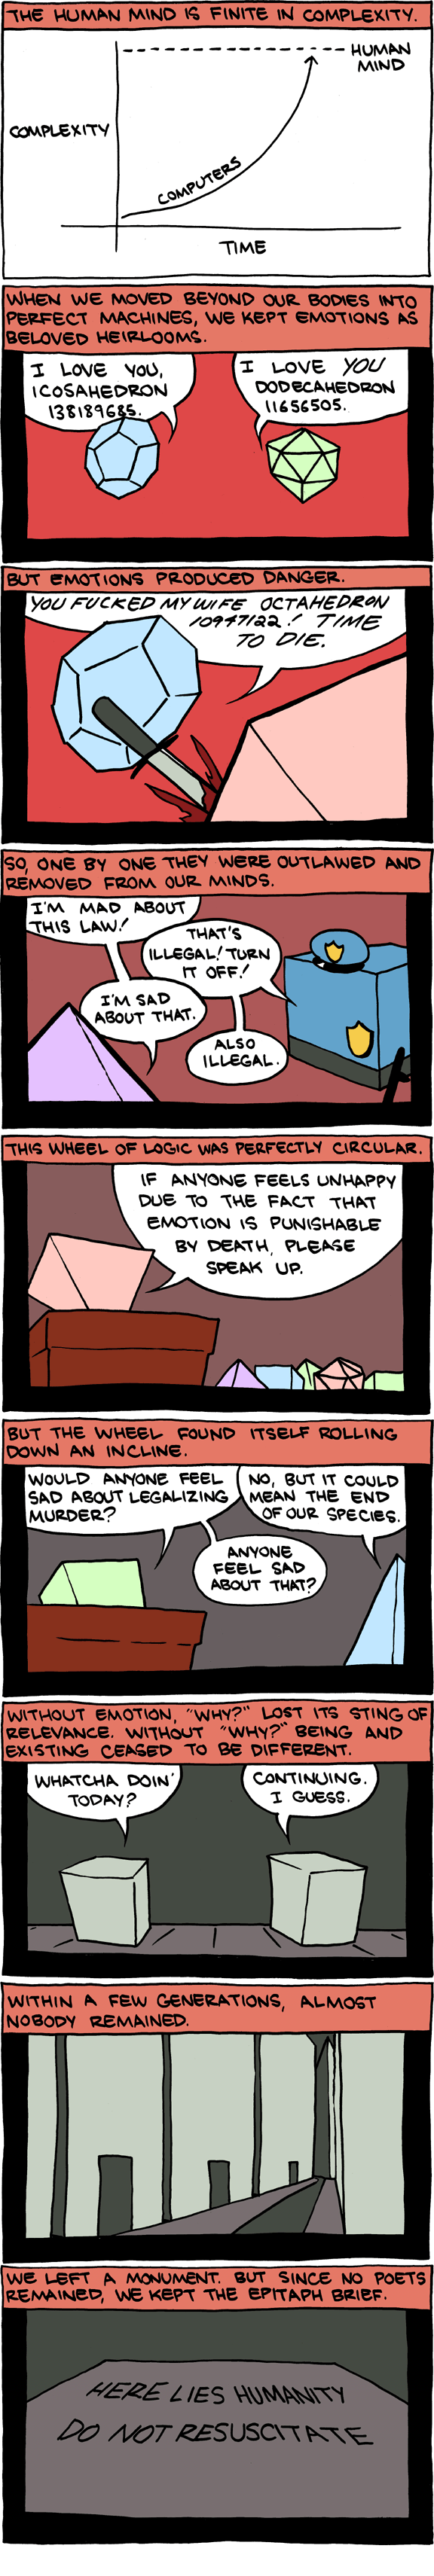 THE HUMAN MIND IS FINITE IN COMPLEXITY.
HUMAN
MIND
COMPLEXITY
COMPUTERS
TIME
WHEN WE MOVED BEYOND OUR BODIES INTO
PERFECT MACHINES, WE KEPT EMOTIONS AS
BELOVED HEIRLOOMS.
I LOVE YOU,
ICOSAHEDRON
138189685.
I LOVE YOU
DODECAHEDRON
11656505.
BUT EMOTIONS PRODUCED DANGER.
YOU FUCKED MY WIFE OCTAHEDRON
10947122! TIME
TO DIE.
SO, ONE BY ONE THEY WERE OUTLAWED AND
REMOVED FROM OUR MINDS.
I'M MAD ABOUT
THIS LAW!
THAT'S
ILLEGAL! TURN
IT OFF!
I'M SAD
ABOUT THAT.
ALSO
ILLEGAL.
THIS WHEEL OF LOGIC WAS PERFECTLY CIRCULAR.
IF ANYONE FEELS UNHAPPY
DUE TO THE FACT THAT
EMOTION IS PUNISHABLE
BY DEATH, PLEASE
SPEAK UP.
BUT THE WHEEL FOUND ITSELF ROLLING
DOWN AN INCLINE.
WOULD ANYONE FEEL
SAD ABOUT LEGALIZING
MURDER?
NO, BUT IT COULD
MEAN THE END
OF OUR SPECIES.
ANYONE
FEEL SAD
ABOUT THAT?
WITHOUT EMOTION, "WHY?" LOST ITS STING OF
RELEVANCE. WITHOUT "WHY?" BEING AND
EXISTING CEASED TO BE DIFFERENT.
WHATCHA DOIN'
TODAY?
CONTINUING.
I GUESS.
WITHIN A FEW GENERATIONS, ALMOST
NOBODY REMAINED.
WE LEFT A MONUMENT. BUT SINCE NO POETS
REMAINED, WE KEPT THE EPITAPH BRIEF.
HERE LIES HUMANITY
DO NOT RESUSCITATE